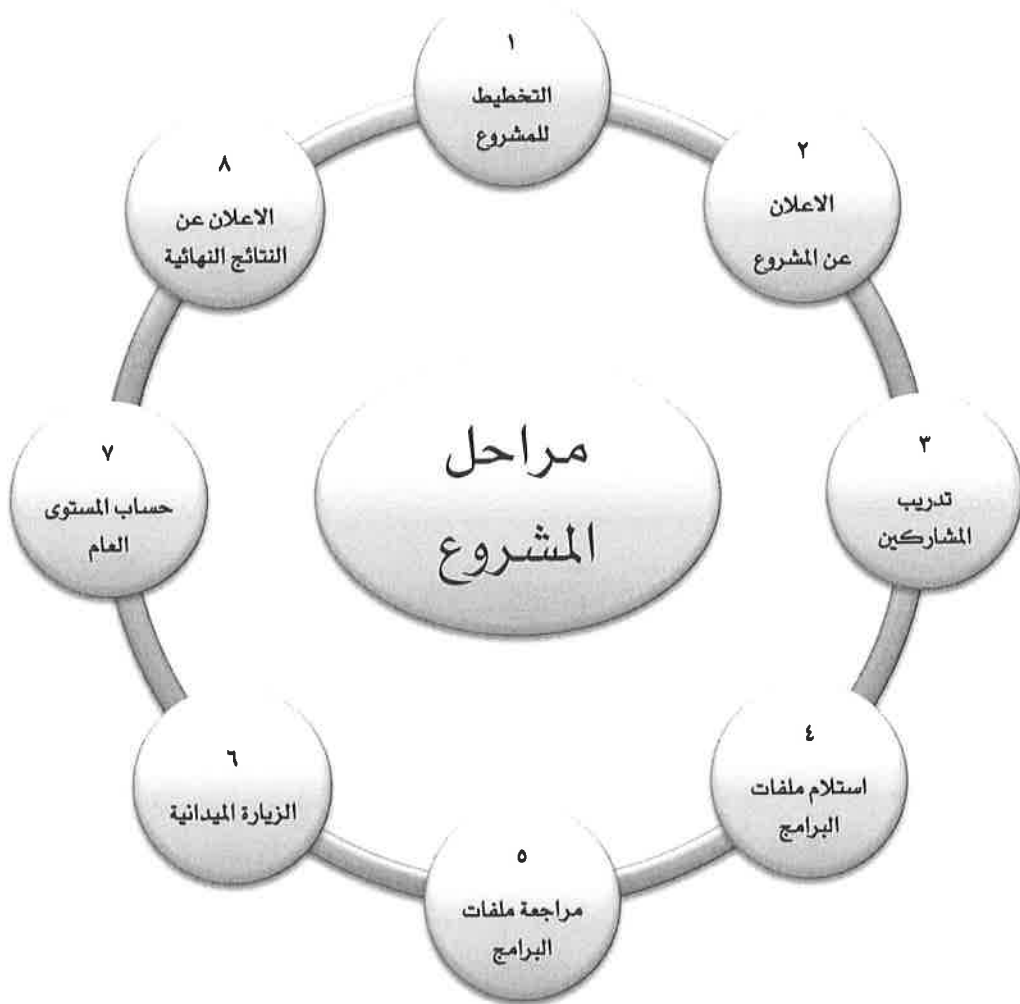 ١
التخطيط
للمشروع
٢
الاعلان
عن المشروع
٣
تدريب
المشاركين
٤
استلام ملفات
البرامج
٥
مراجعة ملفات
البرامج
٦
الزيارة الميدانية
٧
حساب المستوى
العام
٨
الاعلان عن
النتائج النهائية
مراحل
المشروع